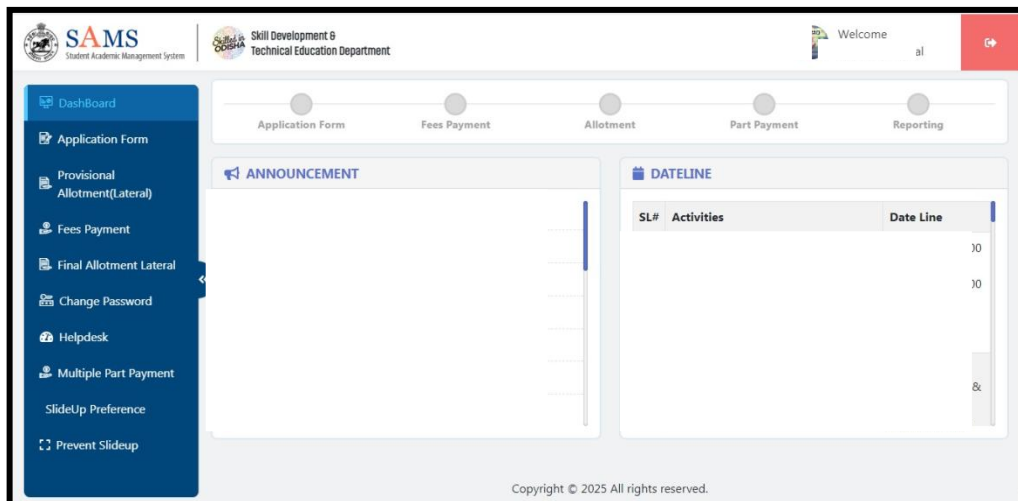 SAMS
Student Academic Management System
Skilled in
ODISHA
Skill Development &
Technical Education Department
Welcome
al
DashBoard
Application Form
Provisional
Allotment(Lateral)
Fees Payment
Final Allotment Lateral
Change Password
Helpdesk
Multiple Part Payment
SlideUp Preference
Prevent Slideup
Application Form
Fees Payment
Allotment
Part Payment
Reporting
ANNOUNCEMENT
DATELINE
SL# Activities Date Line
00
00
&
Copyright © 2025 All rights reserved.